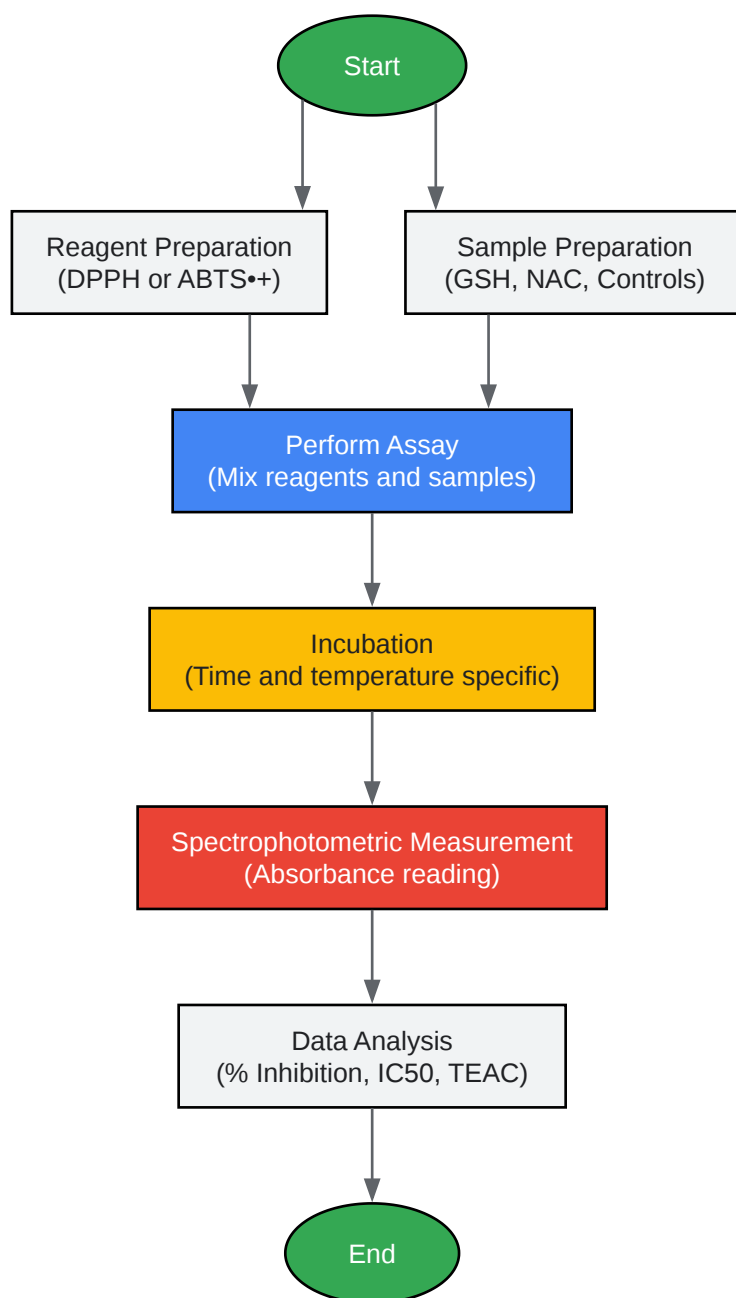 Start
Reagent Preparation
(DPPH or ABTS•+)
Sample Preparation
(GSH, NAC, Controls)
Perform Assay
(Mix reagents and samples)
Incubation
(Time and temperature specific)
Spectrophotometric Measurement
(Absorbance reading)
Data Analysis
(% Inhibition, IC50, TEAC)
End